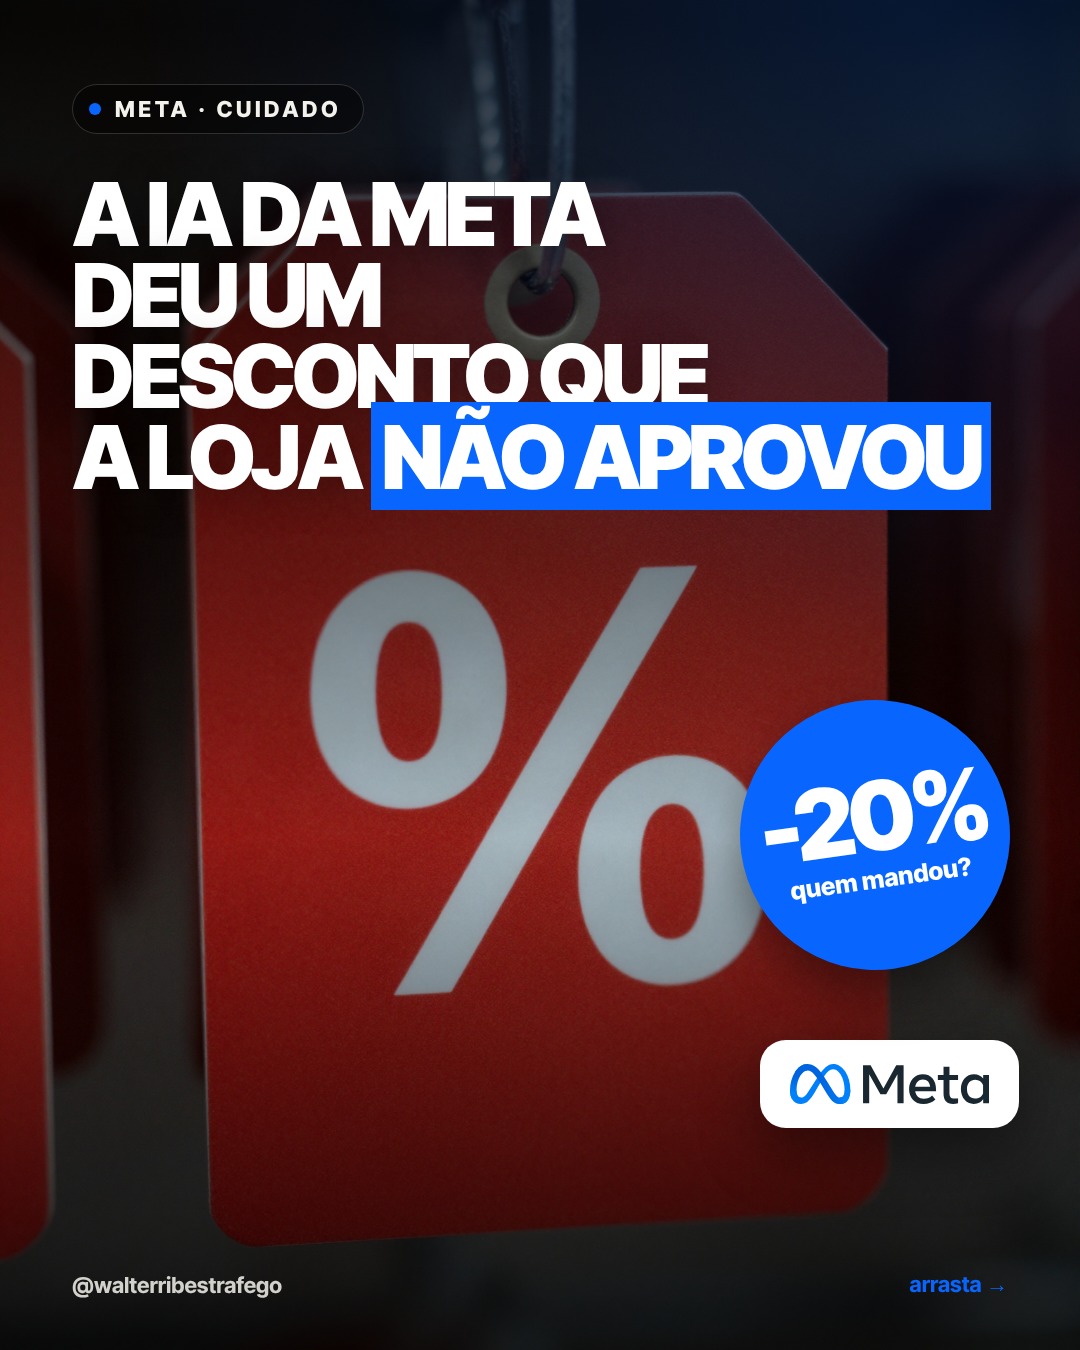 META · CUIDADO
A IA DA META
DEU UM
DESCONTO QUE
A LOJA NÃO APROVOU
%
-20%
quem mandou?
Meta
@walterribestrafego
arrasta →